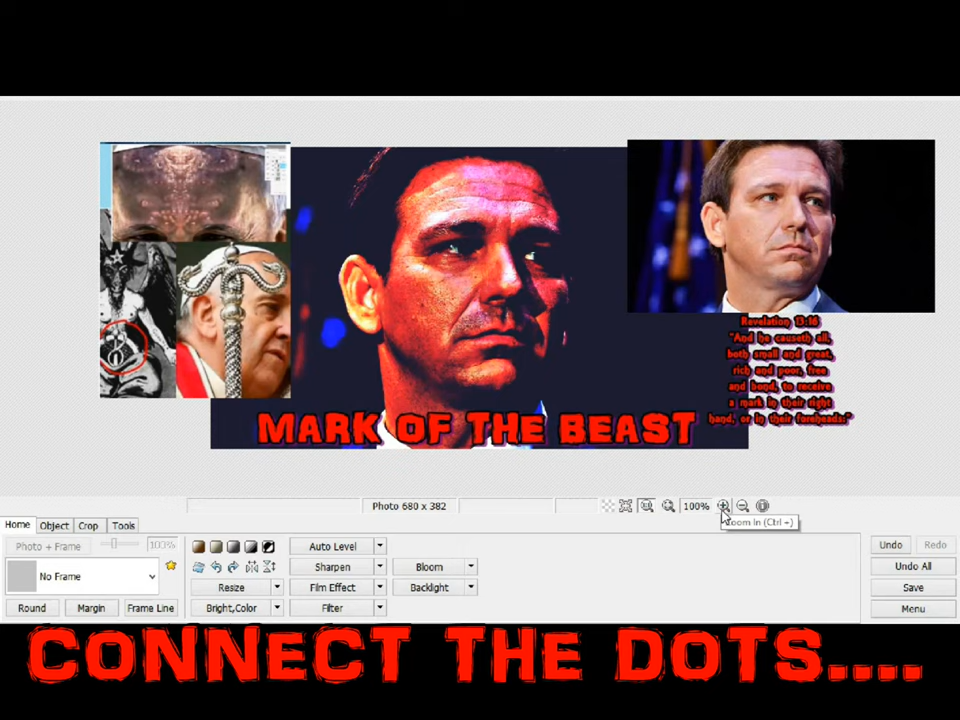 MARK OF THE BEAST
Revelation 13:16
"And he causeth all,
both small and great,
rich and poor, free
and bond, to receive
a mark in their right
hand, or in their foreheads:"
Photo 680 x 382
100%
Zoom In (Ctrl +)
Home Object Crop Tools
Photo + Frame 100%
No Frame
Round Margin Frame Line
Resize
Bright,Color
Auto Level
Sharpen Bloom
Film Effect Backlight
Filter
Undo Redo
Undo All
Save
Menu
CONNECT THE DOTS....